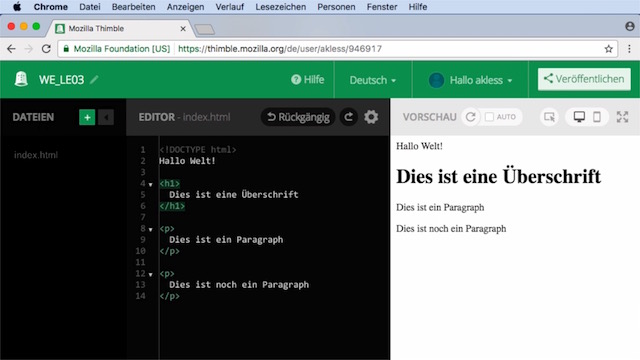 Chrome Datei Bearbeiten Anzeigen Verlauf Lesezeichen Personen Fenster Hilfe
Mozilla Thimble
Mozilla Foundation [US] https://thimble.mozilla.org/de/user/akless/946917
WE_LE03 Hilfe Deutsch Hallo akless Veröffentlichen
DATEIEN EDITOR - index.html Rückgängig VORSCHAU AUTO
index.html
1 <!DOCTYPE html>
2 Hallo Welt!
3
4 <h1>
5 Dies ist eine Überschrift
6 </h1>
7
8 <p>
9 Dies ist ein Paragraph
10 </p>
11
12 <p>
13 Dies ist noch ein Paragraph
14 </p>
Hallo Welt!
Dies ist eine Überschrift
Dies ist ein Paragraph
Dies ist noch ein Paragraph